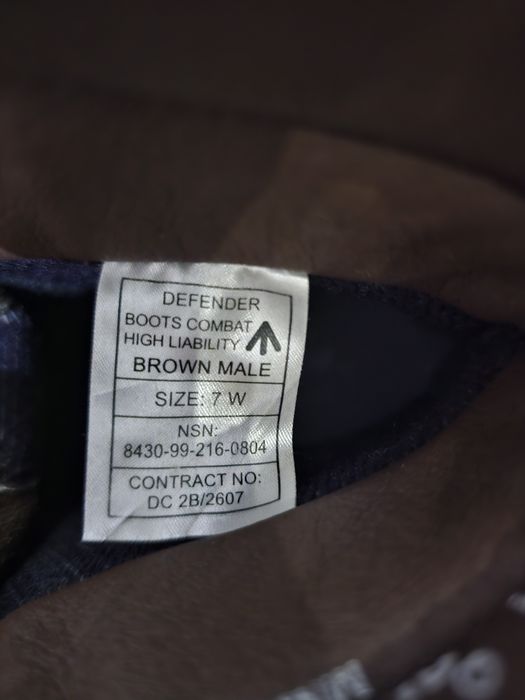 DEFENDER
BOOTS COMBAT
HIGH LIABILITY
BROWN MALE
SIZE: 7 W
NSN:
8430-99-216-0804
CONTRACT NO:
DC 2B/2607